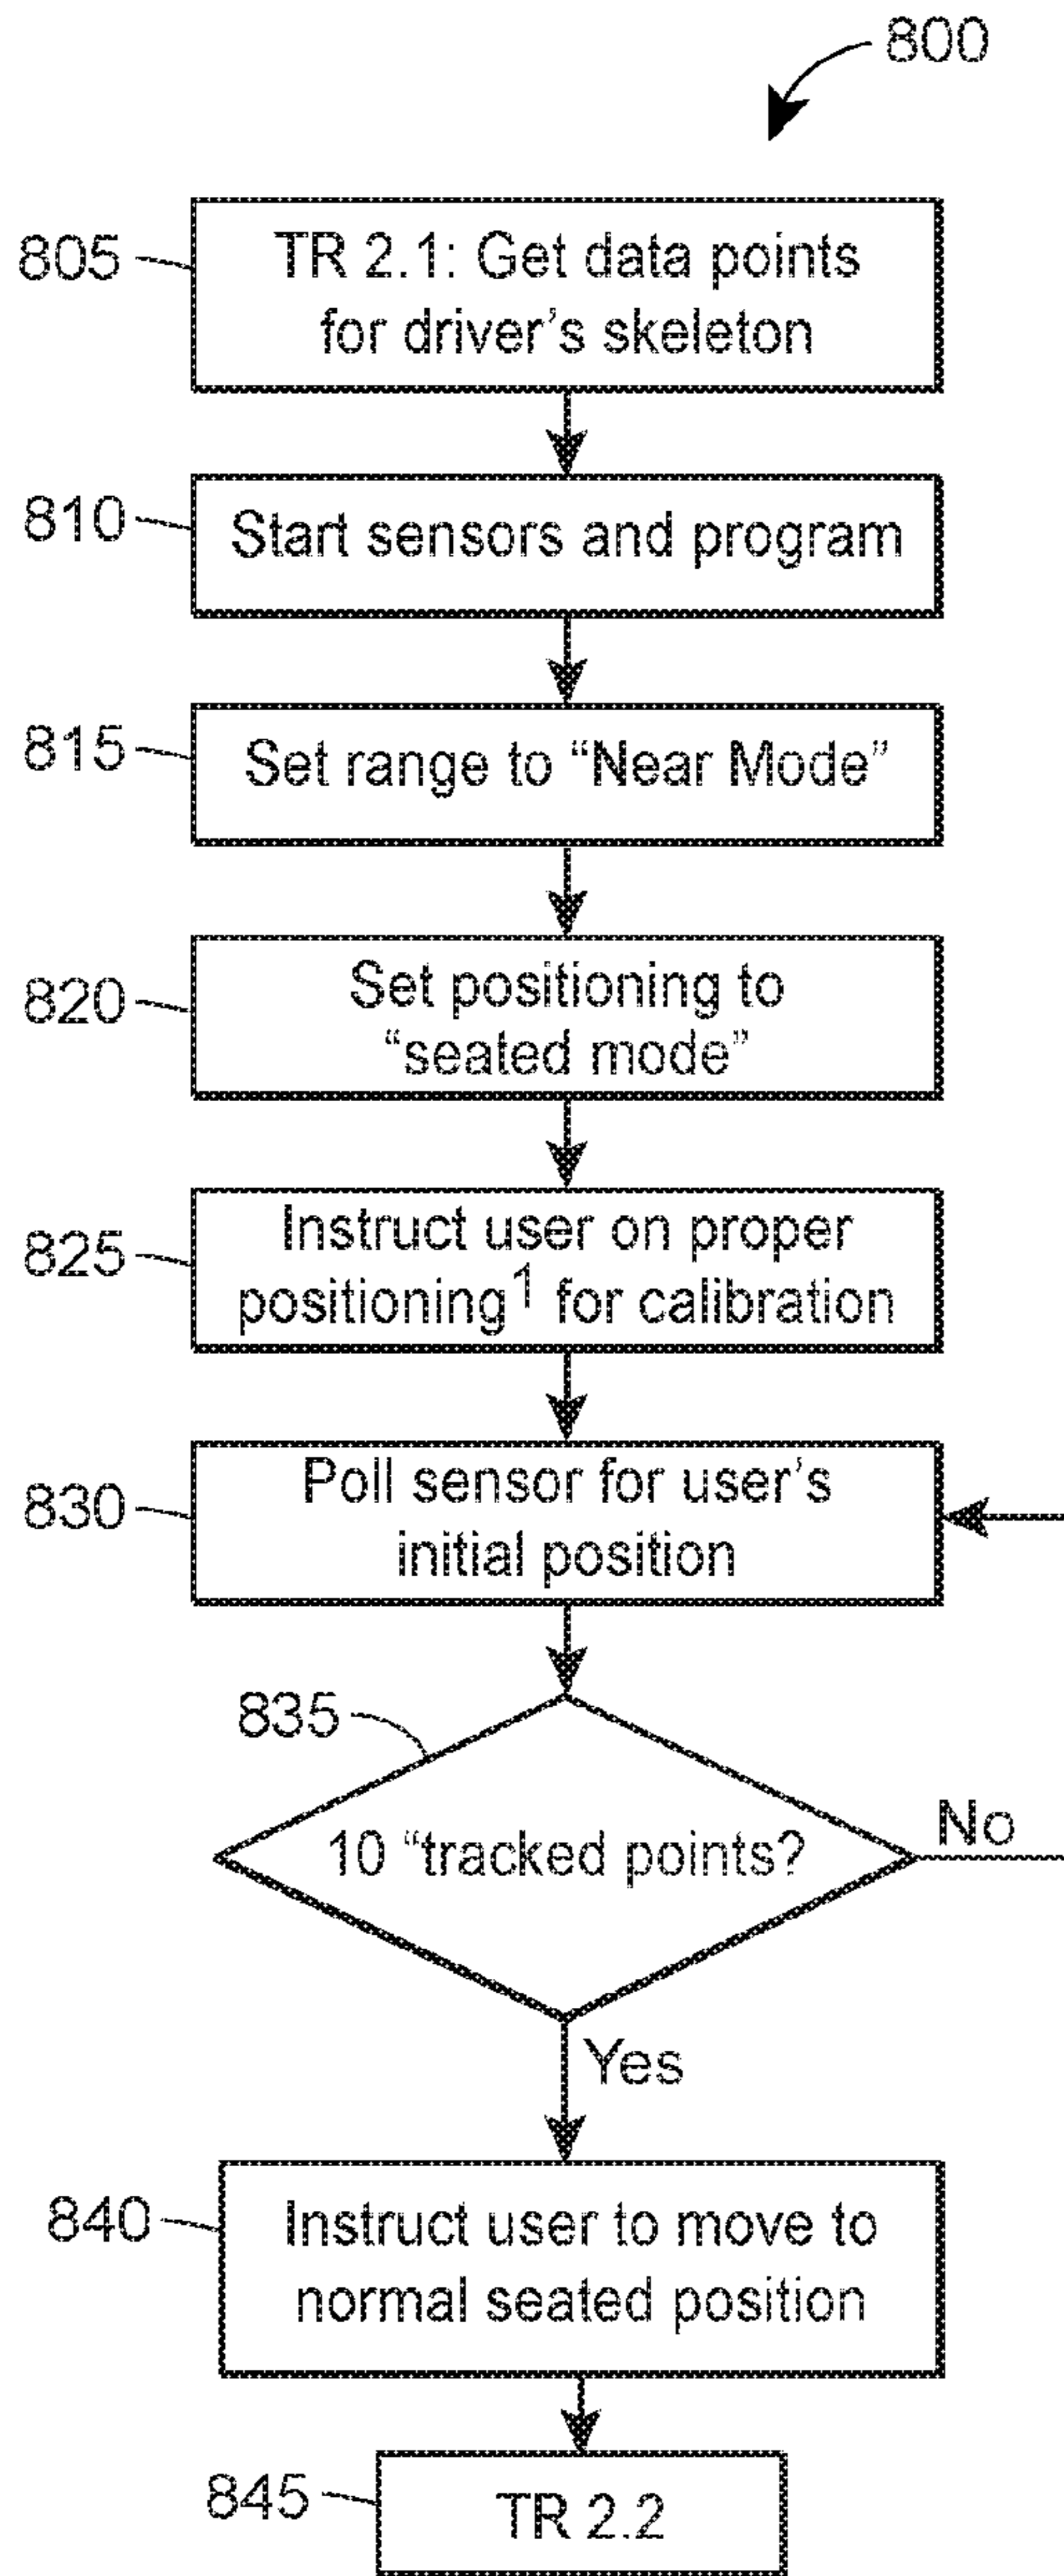 800
805
TR 2.1: Get data points
for driver’s skeleton
810
Start sensors and program
815
Set range to “Near Mode”
820
Set positioning to
“seated mode”
825
Instruct user on proper
positioning¹ for calibration
830
Poll sensor for user’s
initial position
835
10 “tracked points?
No
Yes
840
Instruct user to move to
normal seated position
845
TR 2.2